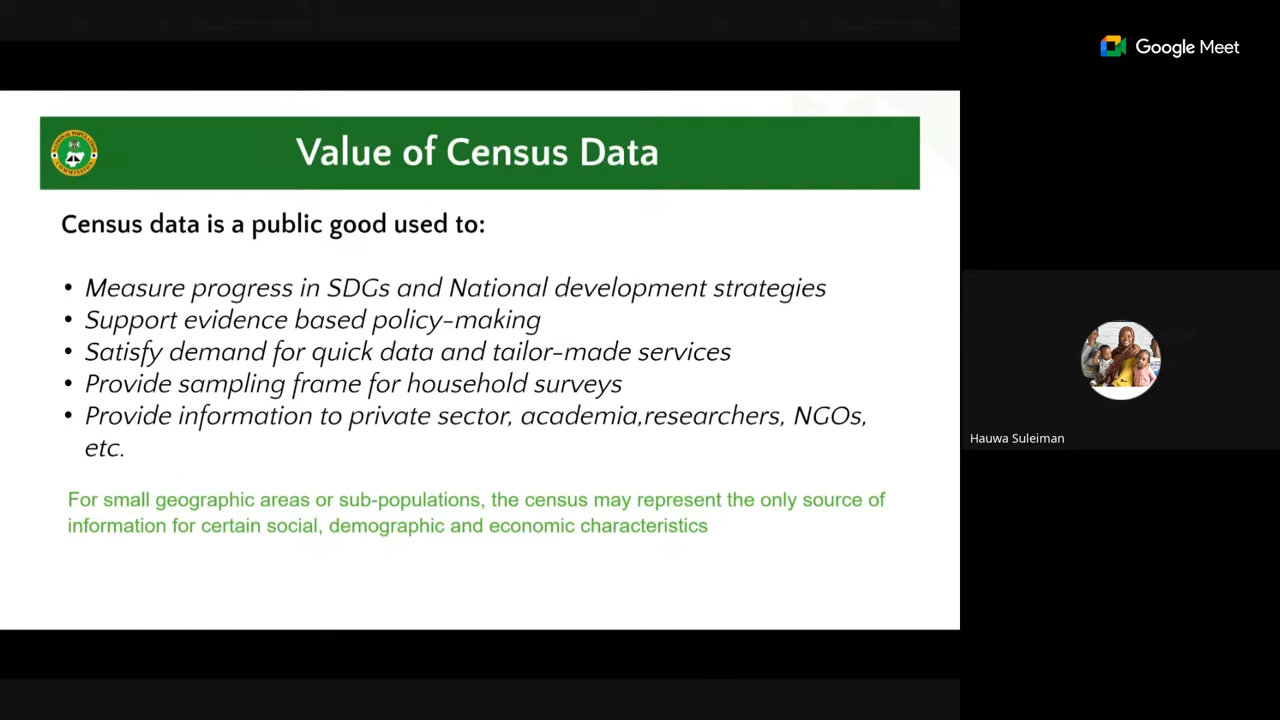 Google Meet
Value of Census Data
Census data is a public good used to:
• Measure progress in SDGs and National development strategies
• Support evidence based policy-making
• Satisfy demand for quick data and tailor-made services
• Provide sampling frame for household surveys
• Provide information to private sector, academia,researchers, NGOs,
etc.
For small geographic areas or sub-populations, the census may represent the only source of
information for certain social, demographic and economic characteristics
Hauwa Suleiman